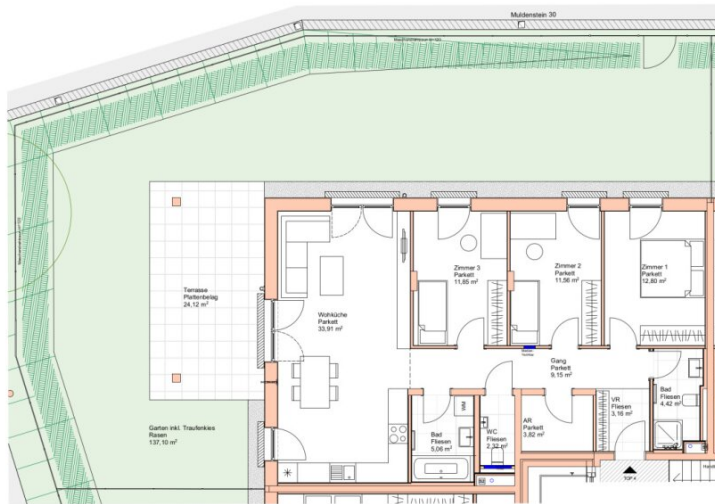 Muldenstein 30
Zimmer 3
Parkett
11,85 m²
Zimmer 2
Parkett
11,56 m²
Zimmer 1
Parkett
12,80 m²
Terrasse
Plattenbelag
24,12 m²
Wohnküche
Parkett
33,91 m²
Gang
Parkett
9,15 m²
Bad
Fliesen
4,42 m²
VR
Fliesen
3,16 m²
AR
Parkett
3,82 m²
WC
Fliesen
2,32 m²
WM
Bad
Fliesen
5,06 m²
Garten inkl. Traufenkies
Rasen
137,10 m²
TOP 4